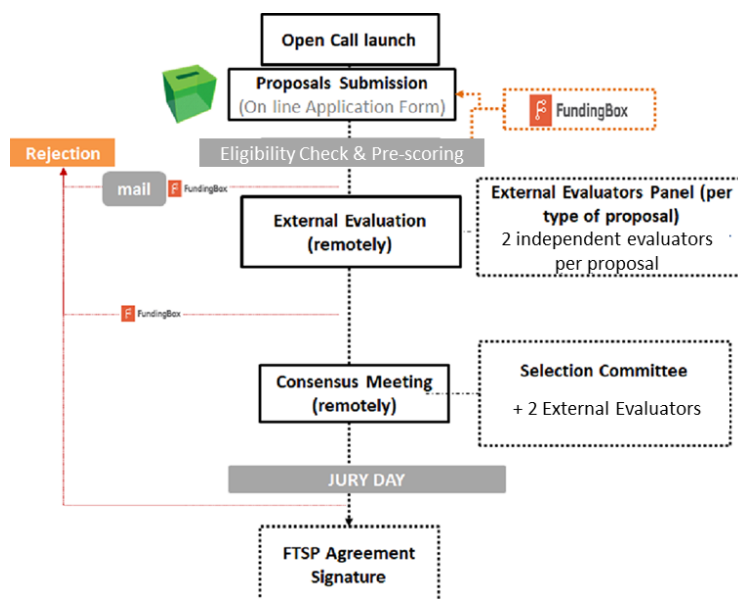 Open Call launch
Proposals Submission
(On line Application Form)
FundingBox
Rejection
Eligibility Check & Pre-scoring
mail
FundingBox
External Evaluation
(remotely)
External Evaluators Panel (per
type of proposal)
2 independent evaluators
per proposal
FundingBox
Consensus Meeting
(remotely)
Selection Committee
+ 2 External Evaluators
JURY DAY
FTSP Agreement
Signature